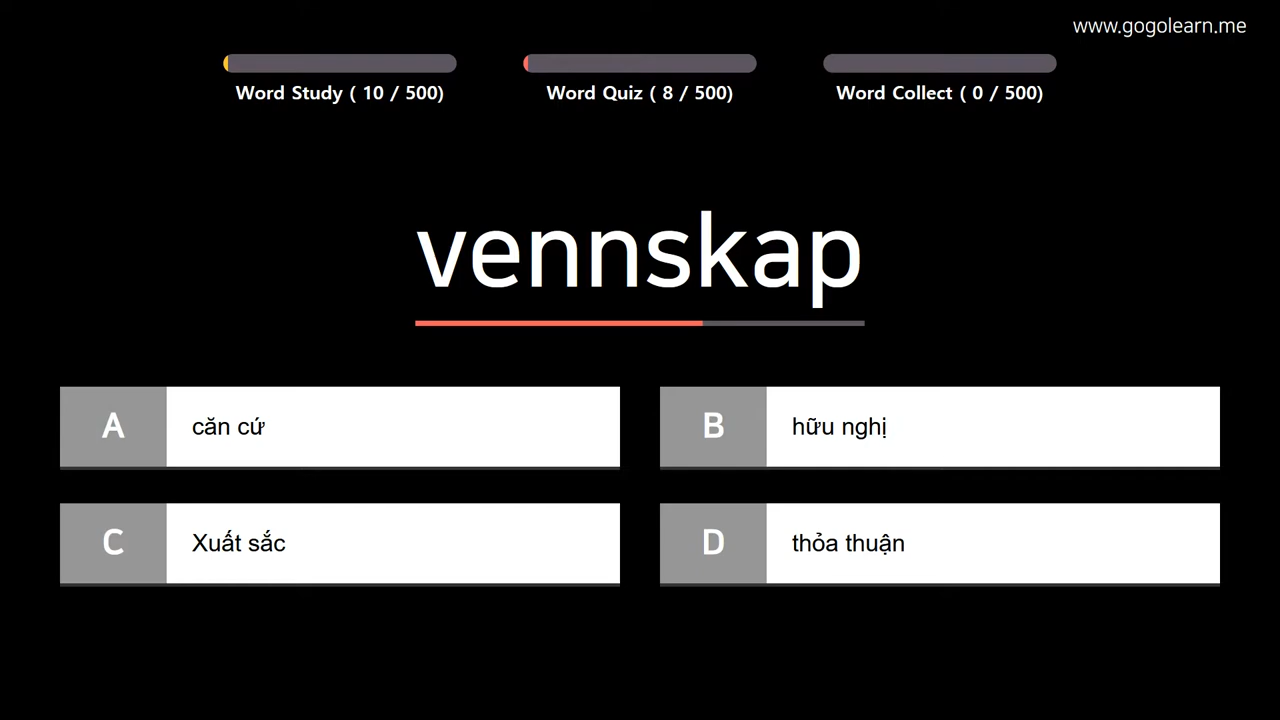 www.gogolearn.me
Word Study ( 10 / 500)
Word Quiz ( 8 / 500)
Word Collect ( 0 / 500)
vennskap
A
căn cứ
B
hữu nghị
C
Xuất sắc
D
thỏa thuận